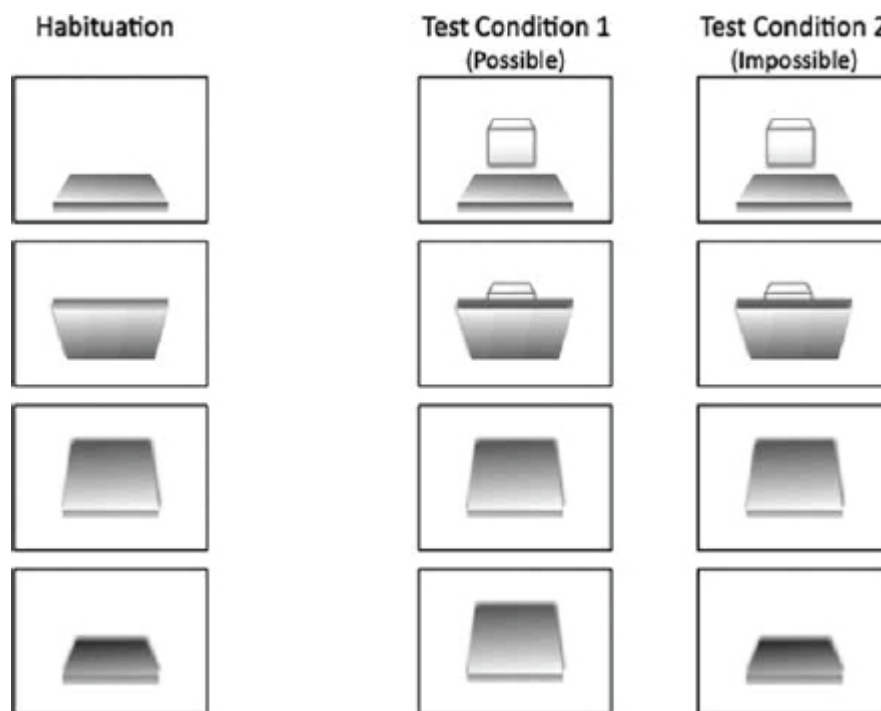 Habituation
Test Condition 1
(Possible)
Test Condition 2
(Impossible)